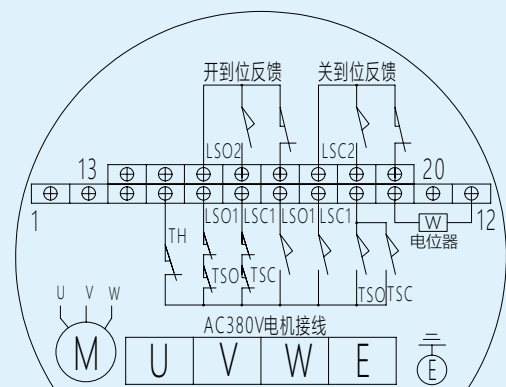 开到位反馈 关到位反馈
LSO2 LSC2
13 20
1 12
LSO1 LSC1 LSO1 LSC1 W
TH 电位器
TSO TSC TSO TSC
U V W
AC380V电机接线
M U V W E E